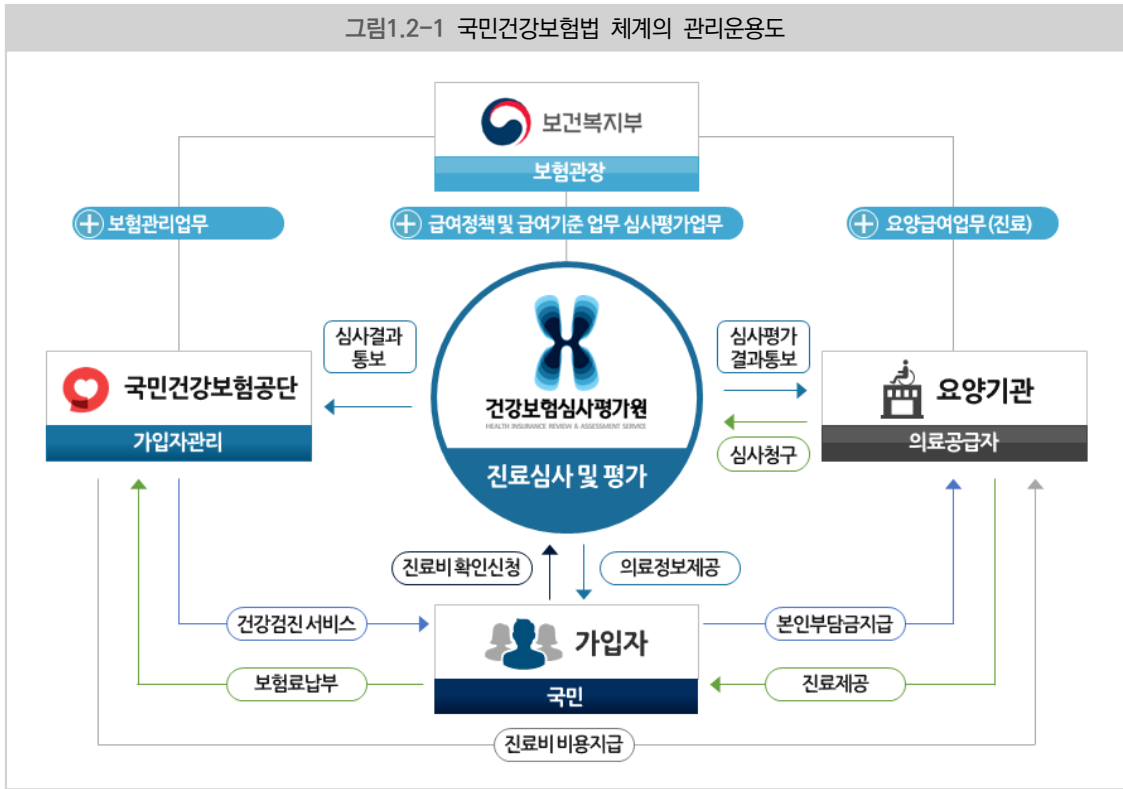 그림1.2-1 국민건강보험법 체계의 관리운용도
보건복지부
보험관장
보험관리업무
급여정책 및 급여기준 업무 심사평가업무
요양급여업무(진료)
심사결과
통보
심사평가
결과통보
국민건강보험공단
가입자관리
건강보험심사평가원
HEALTH INSURANCE REVIEW & ASSESSMENT SERVICE
진료심사 및 평가
요양기관
의료공급자
심사청구
진료비 확인신청
의료정보제공
건강검진 서비스
가입자
본인부담금지급
보험료납부
국민
진료제공
진료비 비용지급